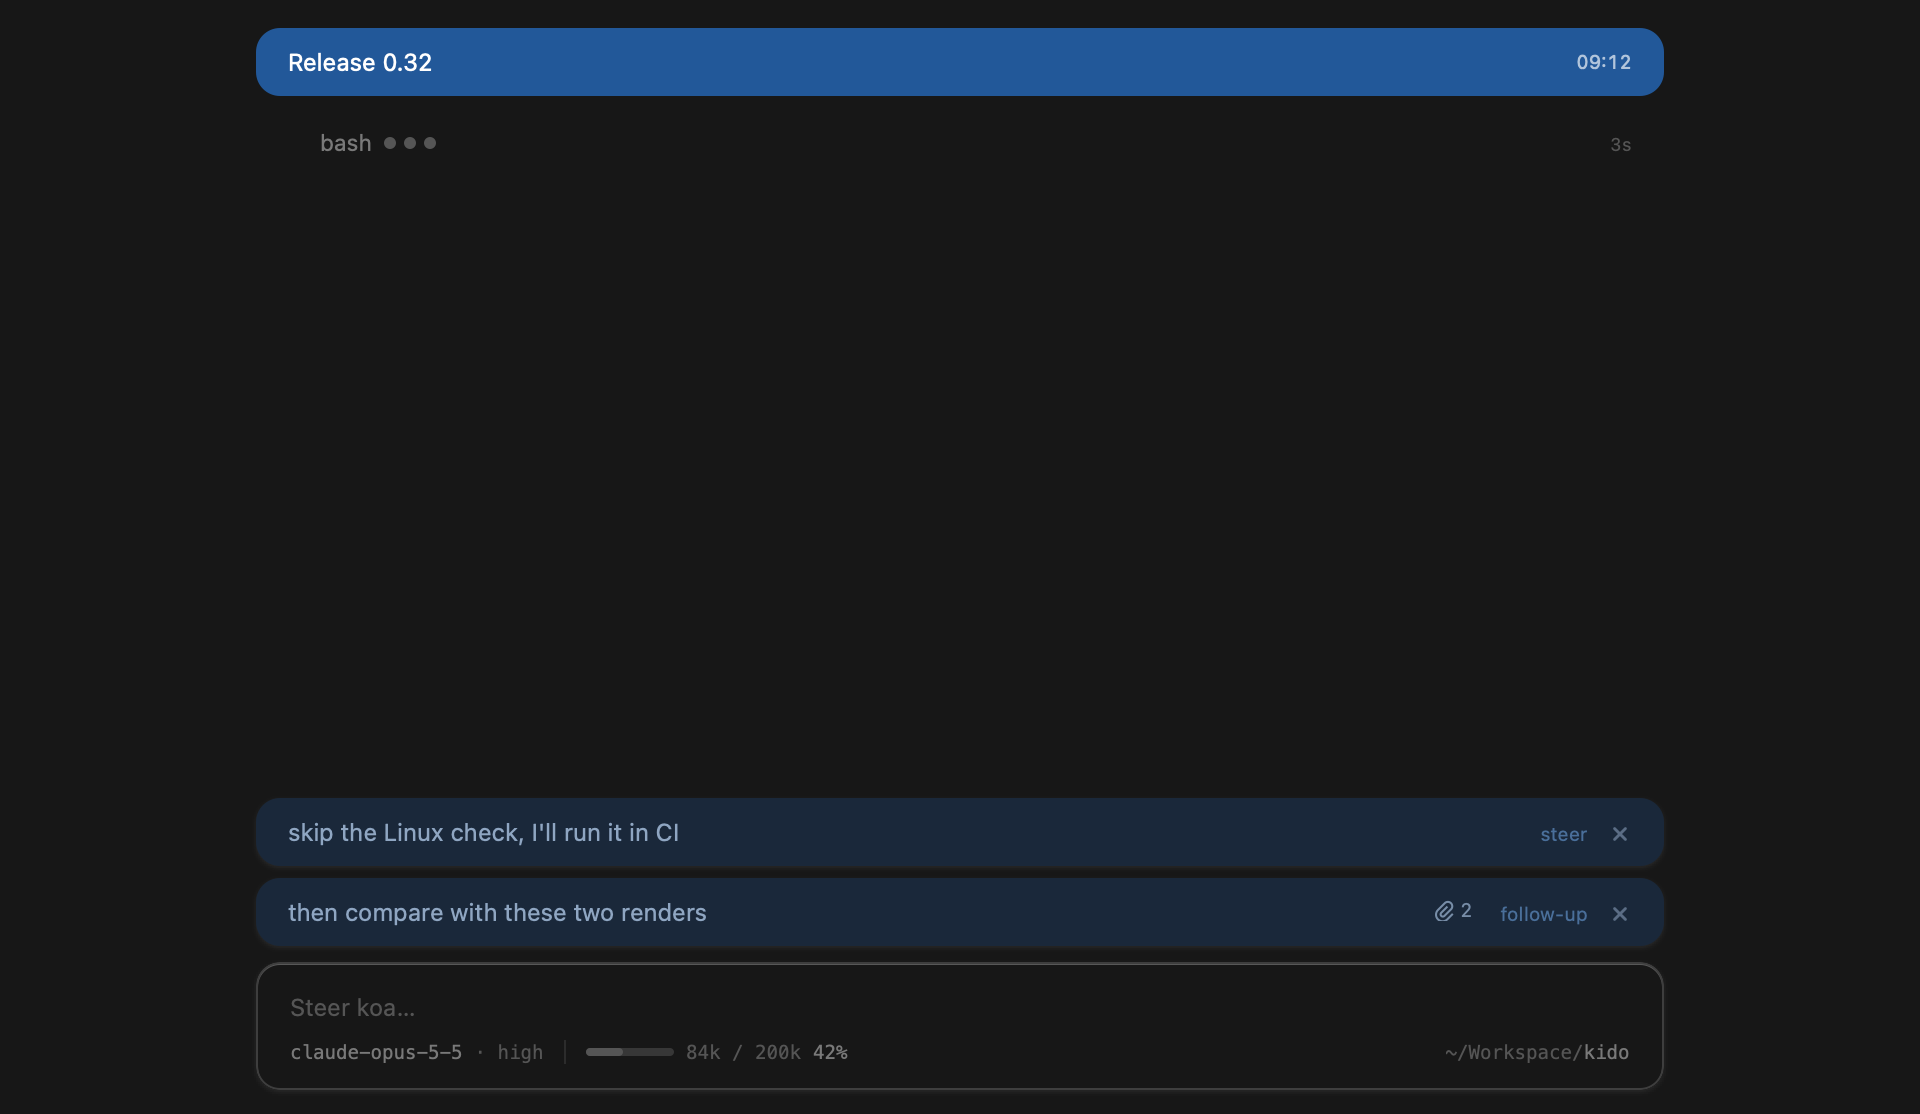 Release 0.32 09:12
bash 3s
skip the Linux check, I'll run it in CI steer
then compare with these two renders 2 follow-up
Steer koa...
claude-opus-5-5 · high 84k / 200k 42% ~/Workspace/kido